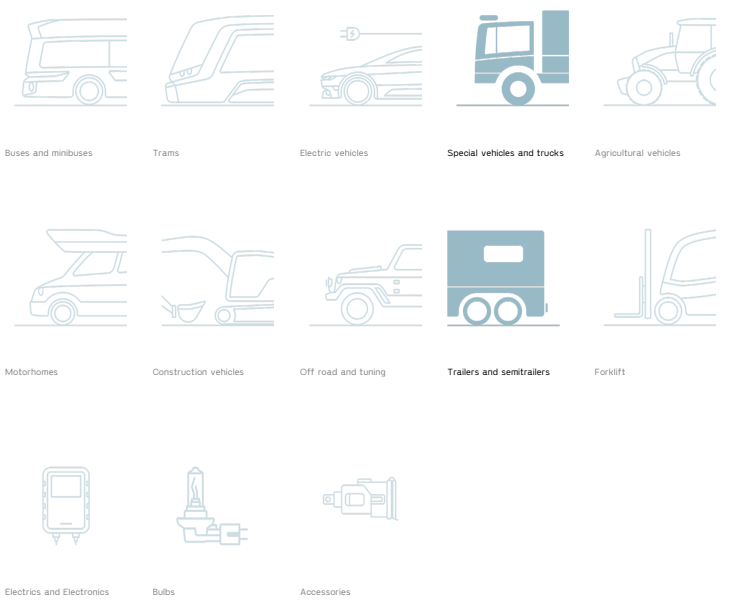 Buses and minibuses
Trams
Electric vehicles
Special vehicles and trucks
Agricultural vehicles
Motorhomes
Construction vehicles
Off road and tuning
Trailers and semitrailers
Forklift
Electrics and Electronics
Bulbs
Accessories